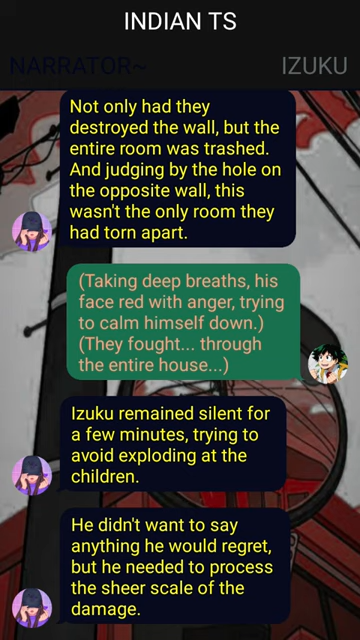 INDIAN TS
NARRATOR~
IZUKU
Not only had they
destroyed the wall, but the
entire room was trashed.
And judging by the hole on
the opposite wall, this
wasn't the only room they
had torn apart.
(Taking deep breaths, his
face red with anger, trying
to calm himself down.)
(They fought... through
the entire house...)
Izuku remained silent for
a few minutes, trying to
avoid exploding at the
children.
He didn't want to say
anything he would regret,
but he needed to process
the sheer scale of the
damage.